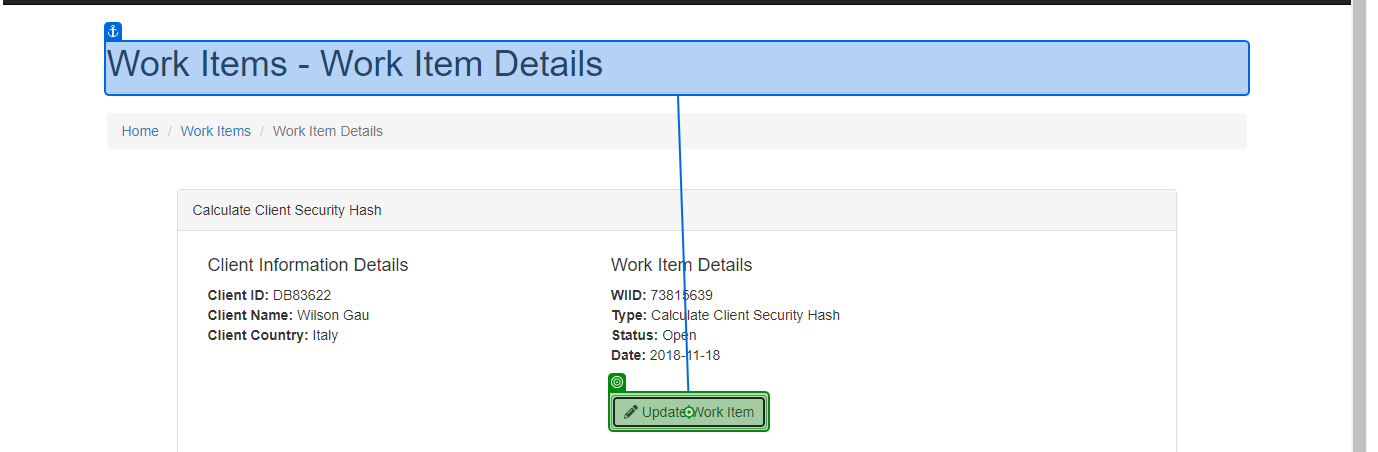 Work Items - Work Item Details
Home / Work Items / Work Item Details
Calculate Client Security Hash
Client Information Details
Client ID: DB83622
Client Name: Wilson Gau
Client Country: Italy
Work Item Details
WIID: 73815639
Type: Calculate Client Security Hash
Status: Open
Date: 2018-11-18
Update Work Item